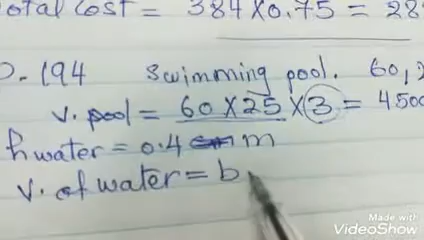 otal cost = 384 x 0.75 = 28
- 194 Swimming pool. 60,2
v. pool = 60 x 25 x 3 = 4500
h water = 0.4 m
v. of water = b
Made with
VideoShow